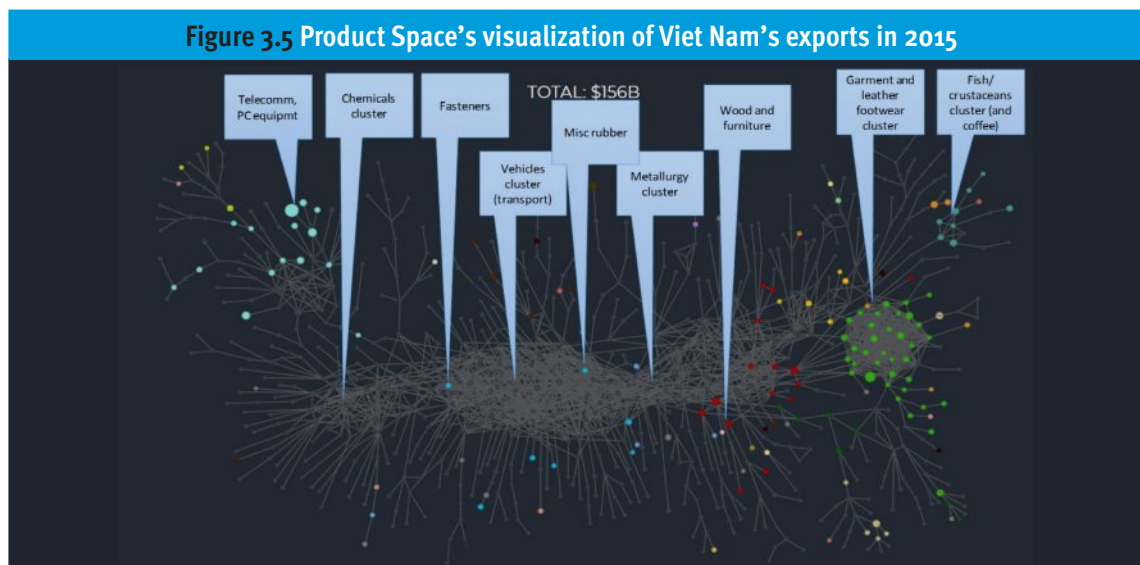 Figure 3.5 Product Space’s visualization of Viet Nam’s exports in 2015
TOTAL: $156B
Telecomm,
PC equipmt
Chemicals
cluster
Fasteners
Vehicles
cluster
(transport)
Misc rubber
Metallurgy
cluster
Wood and
furniture
Garment and
leather
footwear
cluster
Fish/
crustaceans
cluster (and
coffee)